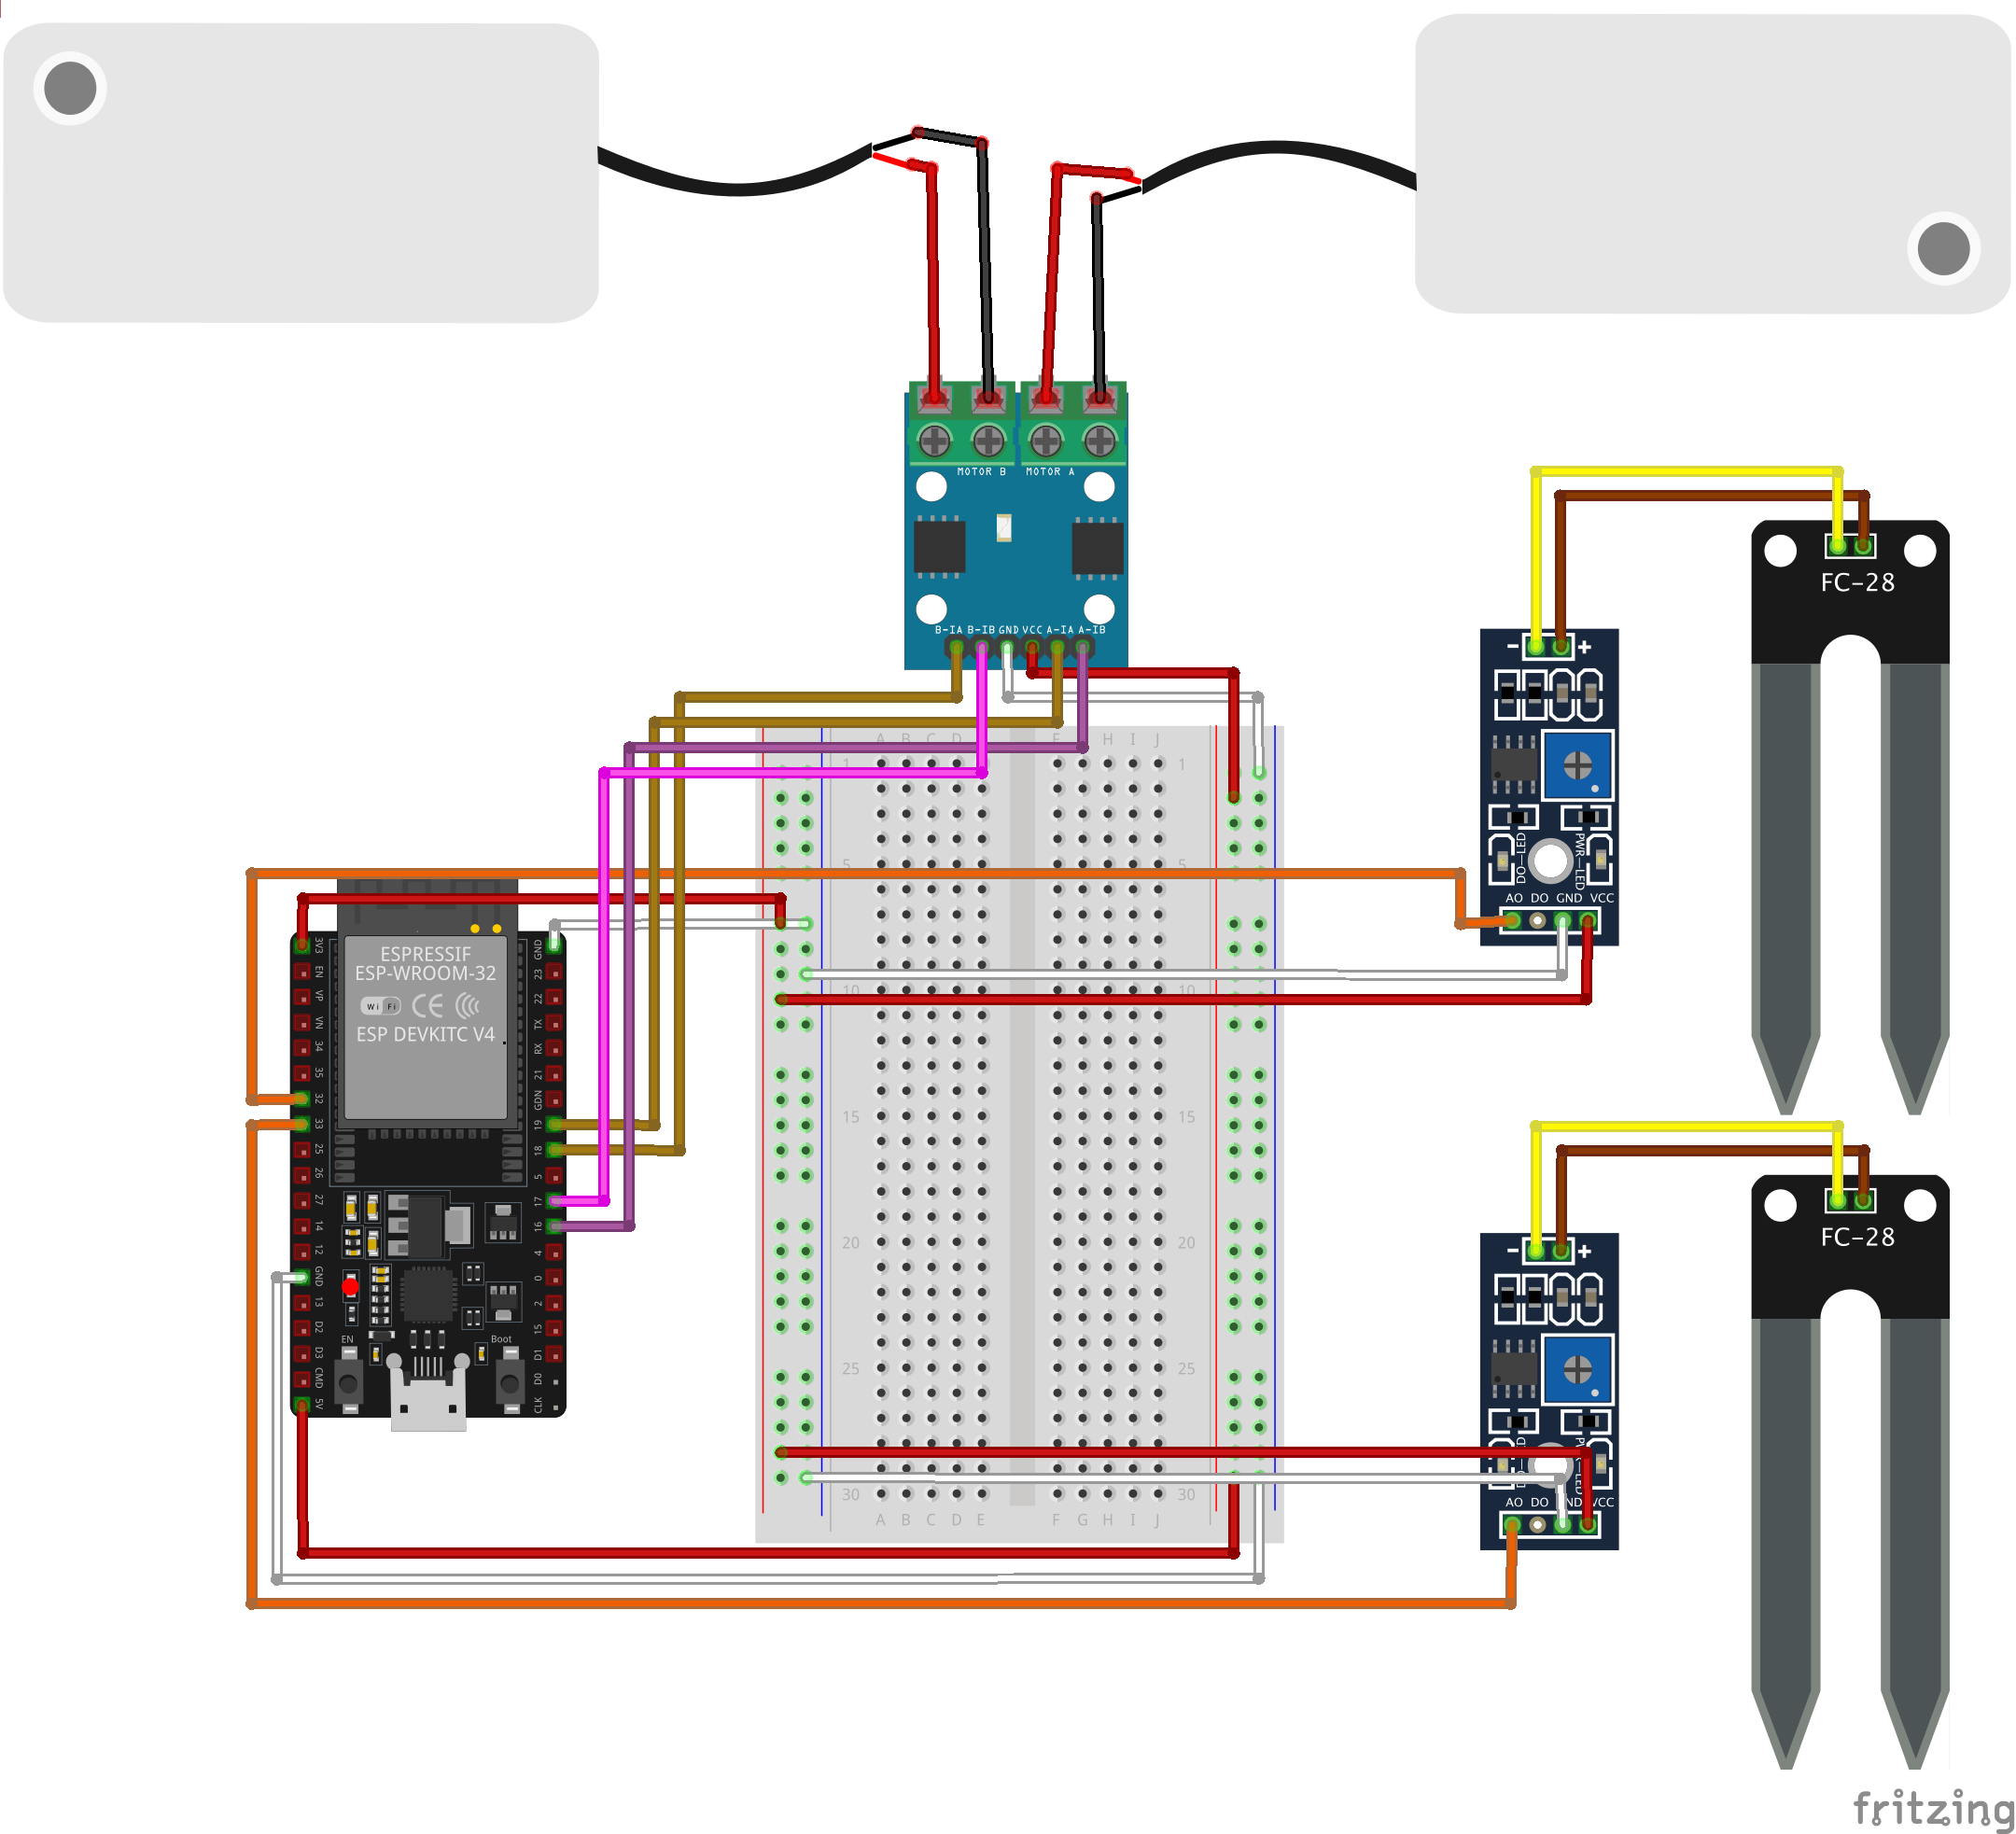 MOTOR B MOTOR A
B-IA B-IB GND VCC A-IA A-IB
FC-28
- +
DO-LED
PWR-LED
AO DO GND VCC
A B C D F H I J
1 1
5 5
10 10
15 15
20 20
25 25
30 30
A B C D E F G H I J
ESPRESSIF
ESP-WROOM-32
Wi Fi CE
ESP DEVKITC V4
3V3
EN
VP
VN
34
35
32
33
25
26
27
14
12
GND
13
D2
D3
CMD
5V
GND
23
22
TX
RX
21
GDN
19
18
5
17
16
4
0
2
15
D1
D0
CLK
EN Boot
FC-28
- +
AO DO ND VCC
fritzing